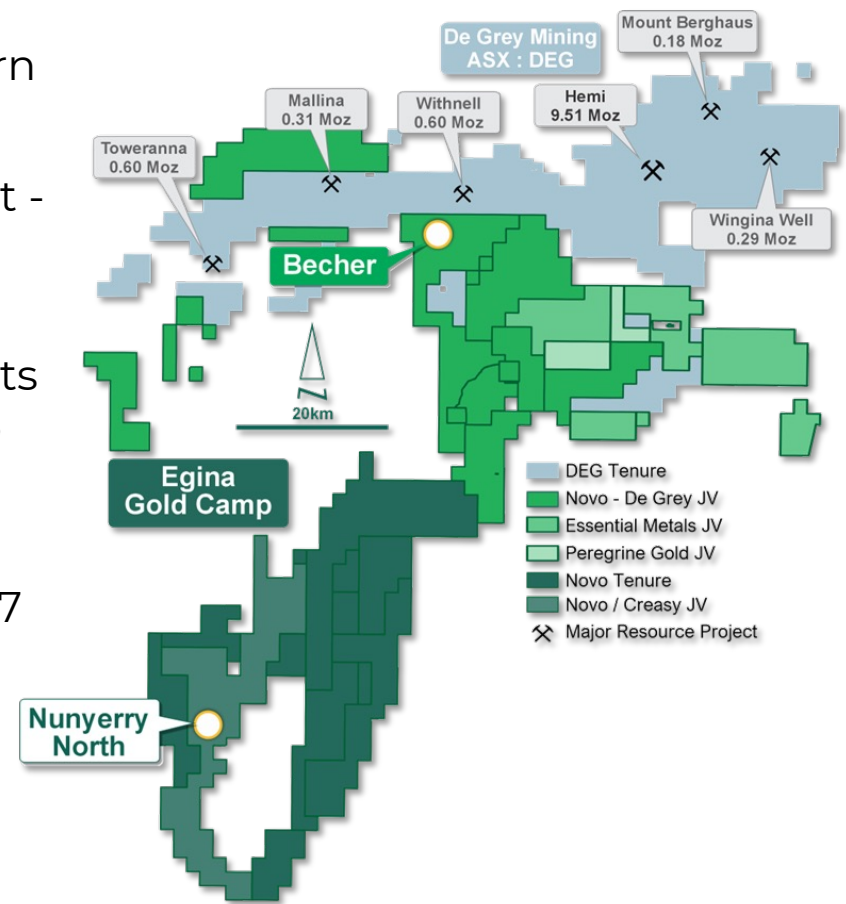 rn
t -
ts
7
Mount Berghaus
0.18 Moz
De Grey Mining
ASX : DEG
Hemi
9.51 Moz
Mallina
0.31 Moz
Withnell
0.60 Moz
Toweranna
0.60 Moz
Wingina Well
0.29 Moz
Becher
N
20km
Egina
Gold Camp
DEG Tenure
Novo - De Grey JV
Essential Metals JV
Peregrine Gold JV
Novo Tenure
Novo / Creasy JV
Major Resource Project
Nunyerry
North